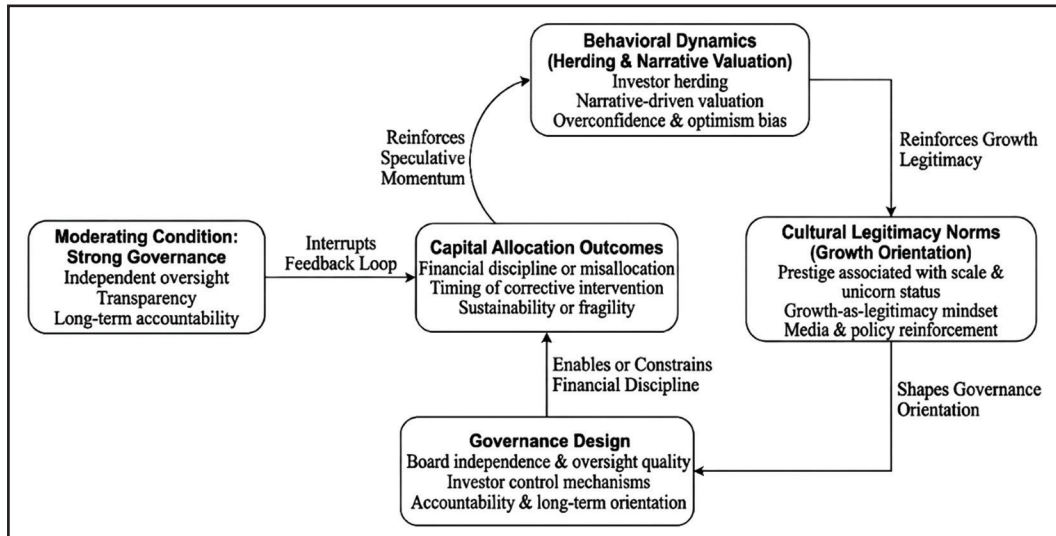 Behavioral Dynamics
(Herding & Narrative Valuation)
Investor herding
Narrative-driven valuation
Overconfidence & optimism bias
Reinforces
Speculative
Momentum
Reinforces Growth
Legitimacy
Moderating Condition:
Strong Governance
Independent oversight
Transparency
Long-term accountability
Interrupts
Feedback Loop
Capital Allocation Outcomes
Financial discipline or misallocation
Timing of corrective intervention
Sustainability or fragility
Cultural Legitimacy Norms
(Growth Orientation)
Prestige associated with scale &
unicorn status
Growth-as-legitimacy mindset
Media & policy reinforcement
Enables or Constrains
Financial Discipline
Shapes Governance
Orientation
Governance Design
Board independence & oversight quality
Investor control mechanisms
Accountability & long-term orientation